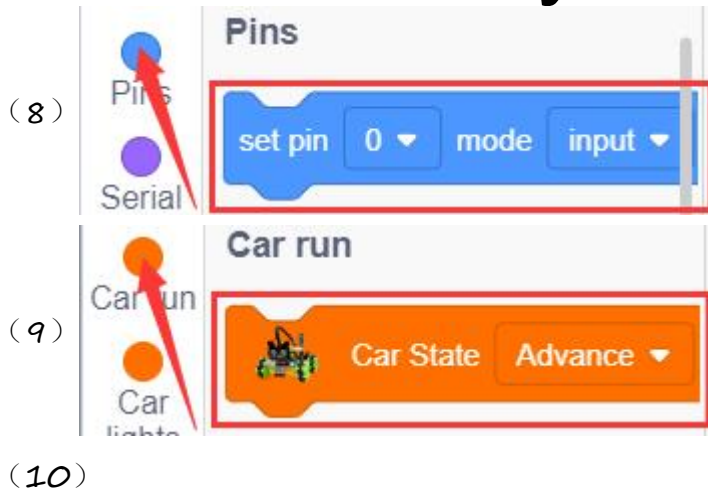 Pins
Pins
(8)
set pin 0 mode input
Serial
Car run
Car run
(9)
Car State Advance
Car
lights
(10)